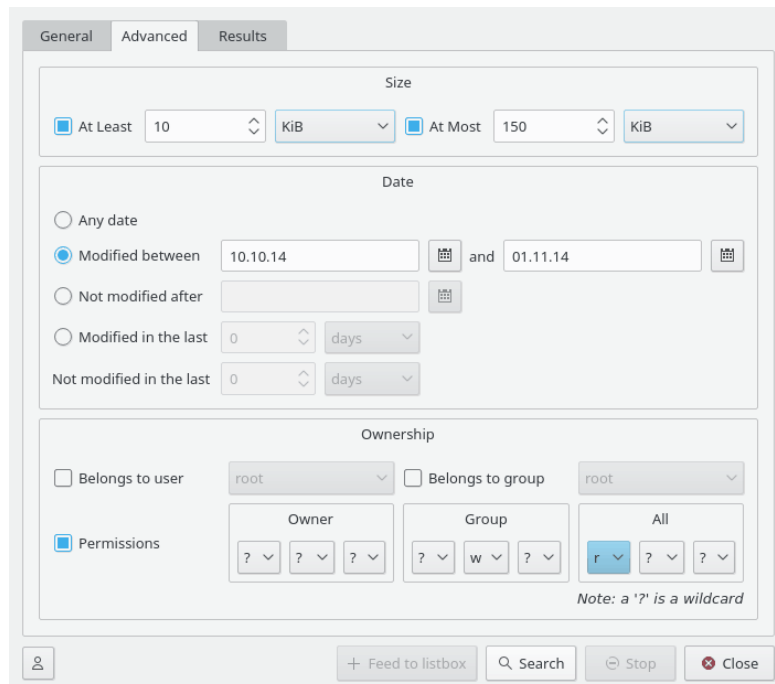 General Advanced Results
Size
At Least 10 KiB At Most 150 KiB
Date
Any date
Modified between 10.10.14 and 01.11.14
Not modified after
Modified in the last 0 days
Not modified in the last 0 days
Ownership
Belongs to user root Belongs to group root
Owner Group All
Permissions
? ? ? ? w ? r ? ?
Note: a '?' is a wildcard
+ Feed to listbox Search Stop Close